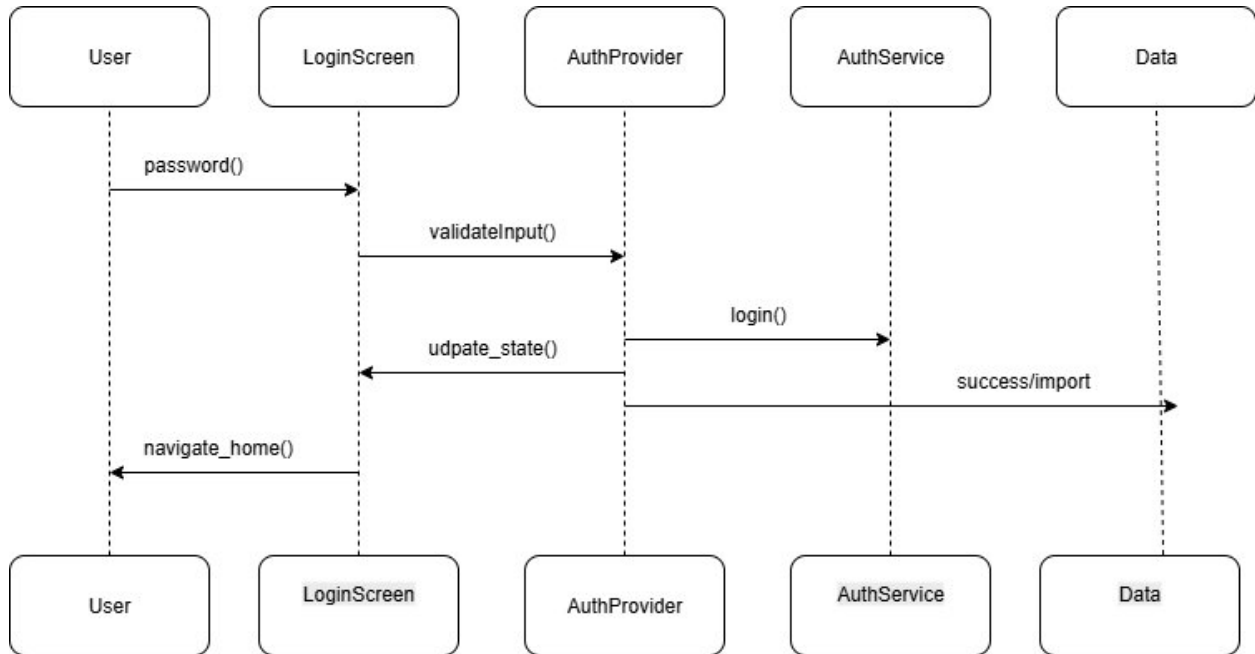 User
LoginScreen
AuthProvider
AuthService
Data
password()
validateInput()
login()
udpate_state()
success/import
navigate_home()
User
LoginScreen
AuthProvider
AuthService
Data